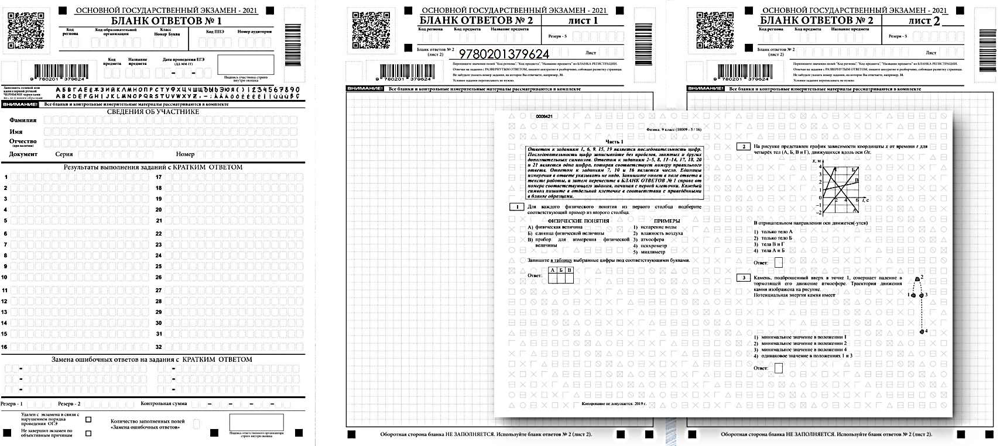 ОСНОВНОЙ ГОСУДАРСТВЕННЫЙ ЭКЗАМЕН - 2021
БЛАНК ОТВЕТОВ № 1
Код региона
Код образовательной организации
Класс
Номер Буква
Код ППЭ
Номер аудитории
Код предмета
Название предмета
Дата проведения ЕГЭ
(ДД-ММ-ГГ)
Подпись участника строго внутри окошка
9 780201 379624
Заполнять гелевой или капиллярной ручкой ЧЕРНЫМИ чернилами
А Б В Г Д Е Ё Ж З И Й К Л М Н О П Р С Т У Ф Х Ц Ч Ш Щ Ъ Ы Ь Э Ю Я ( ) 1 2 3 4 5 6 7 8 9 0
A B C D E F G H I J K L M N O P Q R S T U V W X Y Z
ВНИМАНИЕ! Все бланки и контрольные измерительные материалы рассматриваются в комплекте
СВЕДЕНИЯ ОБ УЧАСТНИКЕ
Фамилия
Имя
Отчество
(при наличии)
Документ Серия Номер
Результаты выполнения заданий с КРАТКИМ ОТВЕТОМ
1 17
2 18
3 19
4 20
5 21
6 22
7 23
8 24
9 25
10 26
11 27
12 28
13 29
14 30
15 31
16 32
Замена ошибочных ответов на задания с КРАТКИМ ОТВЕТОМ
Резерв - 1 Резерв - 2 Контрольная сумма
Удален с экзамена в связи с нарушением порядка проведения ОГЭ
Не завершил экзамен по объективным причинам
Количество заполненных полей «Замена ошибочных ответов»
Подпись ответственного организатора строго внутри окошка
ОСНОВНОЙ ГОСУДАРСТВЕННЫЙ ЭКЗАМЕН - 2021
БЛАНК ОТВЕТОВ № 2 лист 1
Код региона Код предмета Название предмета
Резерв - 5
Бланк ответов № 2 (лист 2) 9780201379624 Лист
9 780201 379624
Перепишите значения полей "Код региона", "Код предмета", "Название предмета" из БЛАНКА РЕГИСТРАЦИИ.
Отвечая на задания с РАЗВЕРНУТЫМ ОТВЕТОМ, пишите аккуратно и разборчиво, соблюдая разметку страницы.
Не забудьте указать номер задания, на которое Вы отвечаете, например, 31.
Условия задания переписывать не нужно.
ВНИМАНИЕ! Все бланки и контрольные измерительные материалы рассматриваются в комплекте
Оборотная сторона бланка НЕ ЗАПОЛНЯЕТСЯ. Используйте бланк ответов № 2 (лист 2).
ОСНОВНОЙ ГОСУДАРСТВЕННЫЙ ЭКЗАМЕН - 2021
БЛАНК ОТВЕТОВ № 2 лист 2
Код региона Код предмета Название предмета
Резерв - 5
Бланк ответов № 2 (лист 2) Лист
9 780201 379624
Перепишите значения полей "Код региона", "Код предмета", "Название предмета" из БЛАНКА РЕГИСТРАЦИИ.
Отвечая на задания с РАЗВЕРНУТЫМ ОТВЕТОМ, пишите аккуратно и разборчиво, соблюдая разметку страницы.
Не забудьте указать номер задания, на которое Вы отвечаете, например, 31.
Условия задания переписывать не нужно.
ВНИМАНИЕ! Все бланки и контрольные измерительные материалы рассматриваются в комплекте
Оборотная сторона бланка НЕ ЗАПОЛНЯЕТСЯ. Используйте бланк ответов № 2 (лист 2).
0006421
Физика. 9 класс (10009 - 5 / 16)
Часть 1
Ответом к заданиям 1, 6, 9, 15, 19 является последовательность цифр.
Последовательность цифр записывайте без пробелов, запятых и других
дополнительных символов. Ответом к заданиям 2–5, 8, 11–14, 17, 18, 20
и 21 является одна цифра, которая соответствует номеру правильного
ответа. Ответом к заданиям 7, 10 и 16 является число. Единицы
измерения в ответе указывать не надо. Запишите ответ в поле ответа в
тексте работы, а затем перенесите в БЛАНК ОТВЕТОВ № 1 справа от
номера соответствующего задания, начиная с первой клеточки. Каждый
символ пишите в отдельной клеточке в соответствии с приведёнными
в бланке образцами.
1 Для каждого физического понятия из первого столбца подберите
соответствующий пример из второго столбца.
ФИЗИЧЕСКИЕ ПОНЯТИЯ
А) физическая величина
Б) единица физической величины
В) прибор для измерения физической
величины
ПРИМЕРЫ
1) испарение воды
2) влажность воздуха
3) атмосфера
4) психрометр
5) миллиметр
Запишите в таблицу выбранные цифры под соответствующими буквами.
Ответ: А Б В
Копирование не допускается. 2019 г.
2 На рисунке представлен график зависимости координаты x от времени t для
четырёх тел (А, Б, В и Г), движущихся вдоль оси Ox.
x, м
4
3
2
1
0
–1
–2
2 4 6 t, с
Г Б В А
В отрицательном направлении оси движется(-утся)
1) только тело А
2) только тело Б
3) тела В и Г
4) тела А и Б
Ответ:
3 Камень, подброшенный вверх в точке 1, совершает падение в
тормозящей его движение атмосфере. Траектория движения
камня изображена на рисунке.
Потенциальная энергия камня имеет
2
1 3
4
1) минимальное значение в положении 1
2) минимальное значение в положении 2
3) минимальное значение в положении 4
4) одинаковое значение в положениях 1 и 3
Ответ: